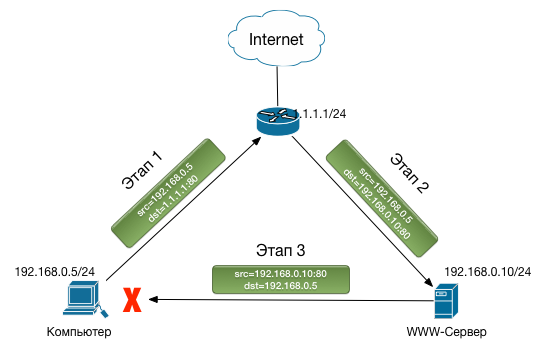 Internet
1.1.1.1/24
Этап 1
src=192.168.0.5
dst=1.1.1.1:80
Этап 2
src=192.168.0.5
dst=192.168.0.10:80
Этап 3
src=192.168.0.10:80
dst=192.168.0.5
192.168.0.5/24
192.168.0.10/24
X
Компьютер
WWW-Сервер